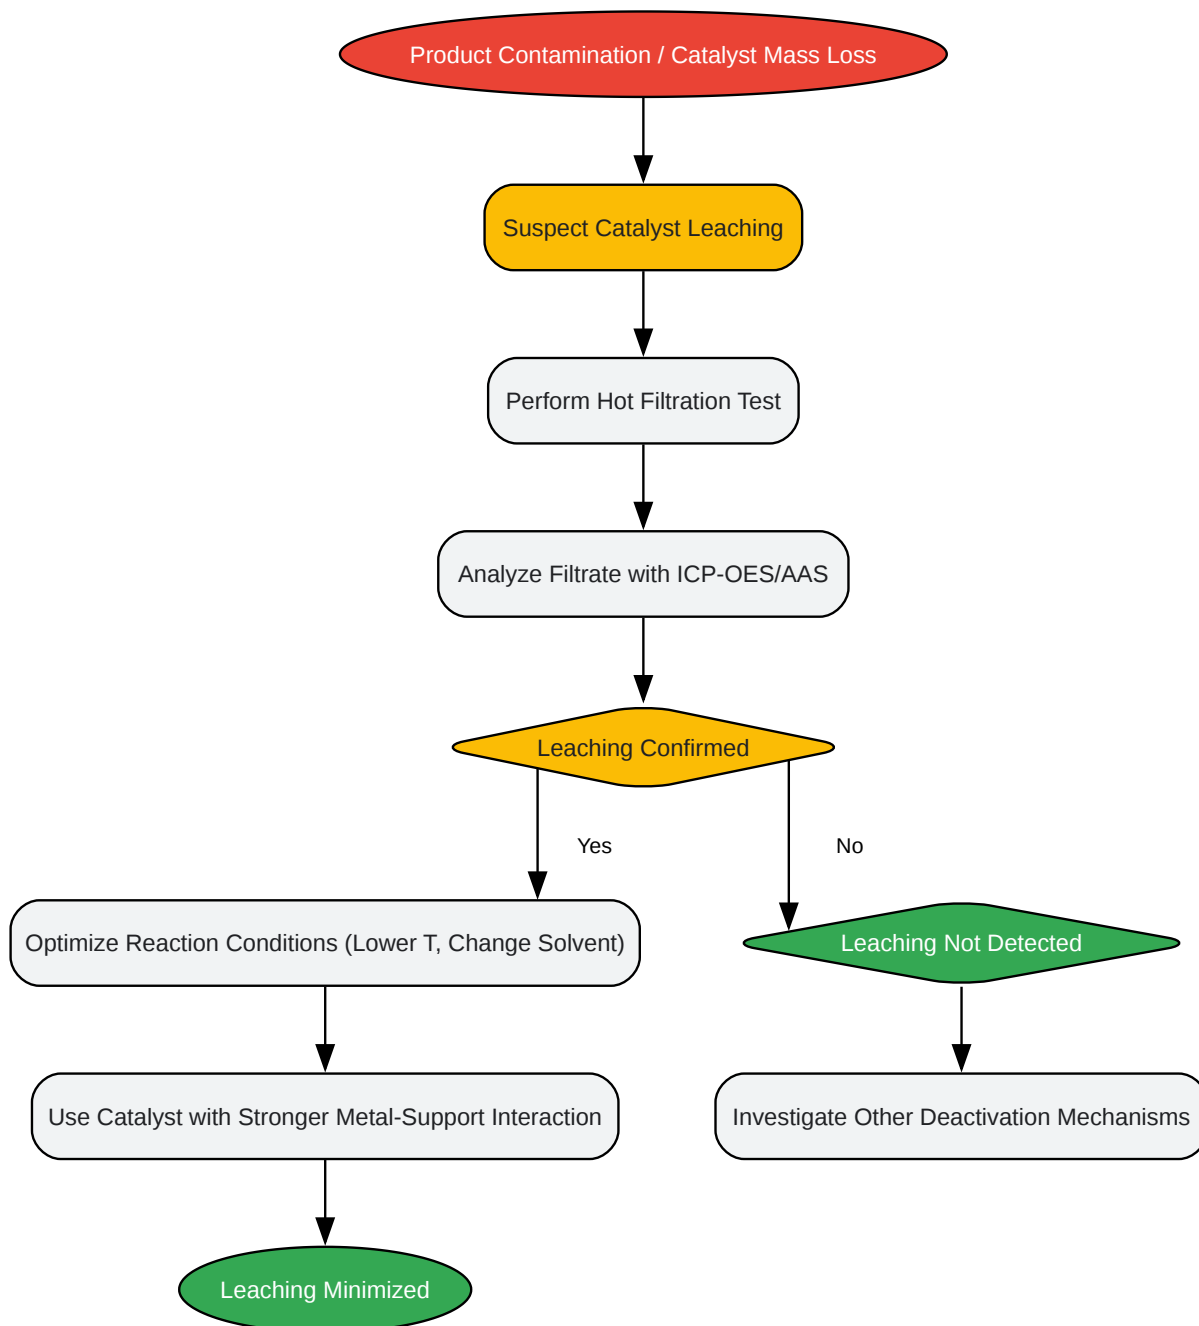 Product Contamination / Catalyst Mass Loss
Suspect Catalyst Leaching
Perform Hot Filtration Test
Analyze Filtrate with ICP-OES/AAS
Leaching Confirmed
Yes
No
Optimize Reaction Conditions (Lower T, Change Solvent)
Leaching Not Detected
Use Catalyst with Stronger Metal-Support Interaction
Investigate Other Deactivation Mechanisms
Leaching Minimized